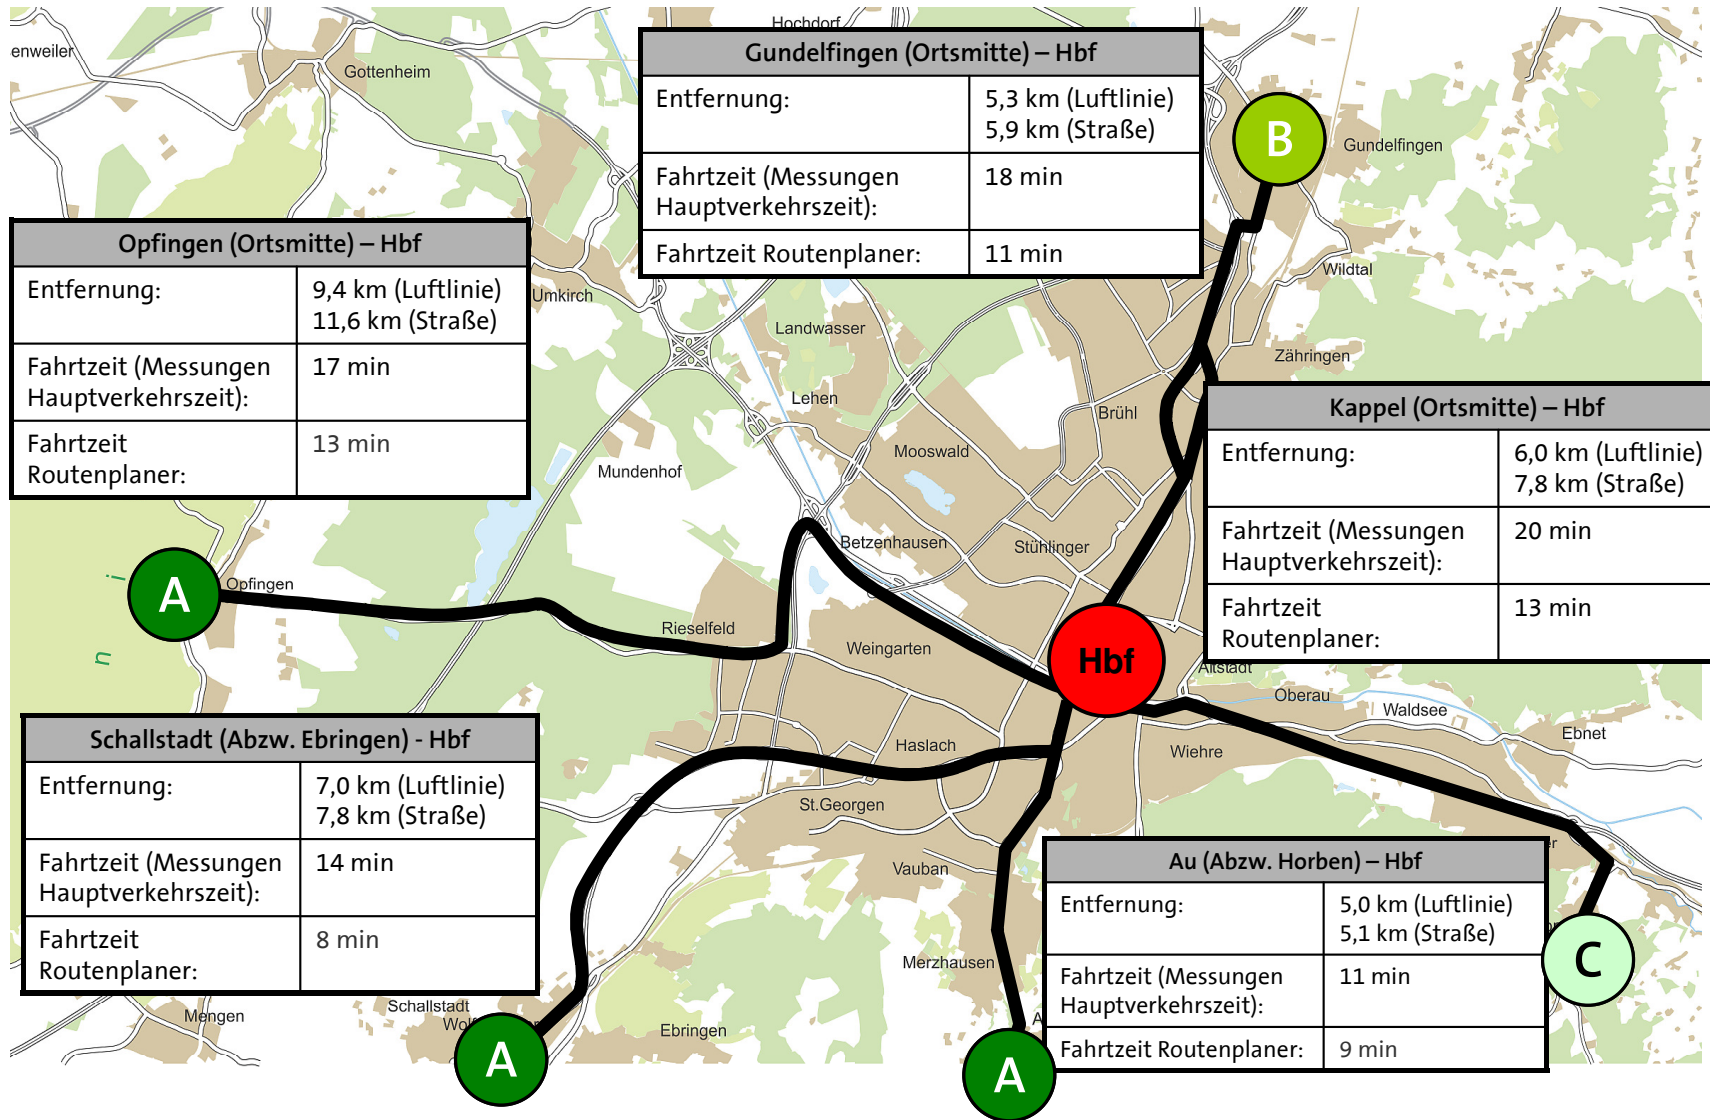 Hochdorf
enweiler
Gottenheim
Gundelfingen (Ortsmitte) – Hbf
Entfernung:
5,3 km (Luftlinie)
5,9 km (Straße)
Fahrtzeit (Messungen
Hauptverkehrszeit):
18 min
Fahrtzeit Routenplaner:
11 min
B
Gundelfingen
Wildtal
Opfingen (Ortsmitte) – Hbf
Entfernung:
9,4 km (Luftlinie)
11,6 km (Straße)
Fahrtzeit (Messungen
Hauptverkehrszeit):
17 min
Fahrtzeit
Routenplaner:
13 min
Umkirch
Landwasser
Zähringen
Lehen
Brühl
Mooswald
Mundenhof
Kappel (Ortsmitte) – Hbf
Entfernung:
6,0 km (Luftlinie)
7,8 km (Straße)
Fahrtzeit (Messungen
Hauptverkehrszeit):
20 min
Fahrtzeit
Routenplaner:
13 min
Betzenhausen
Stühlinger
i
n
A
Opfingen
Rieselfeld
Weingarten
Hbf
Altstadt
Oberau
Waldsee
Ebnet
Wiehre
Haslach
St.Georgen
Vauban
Schallstadt (Abzw. Ebringen) - Hbf
Entfernung:
7,0 km (Luftlinie)
7,8 km (Straße)
Fahrtzeit (Messungen
Hauptverkehrszeit):
14 min
Fahrtzeit
Routenplaner:
8 min
Au (Abzw. Horben) – Hbf
Entfernung:
5,0 km (Luftlinie)
5,1 km (Straße)
Fahrtzeit (Messungen
Hauptverkehrszeit):
11 min
Fahrtzeit Routenplaner:
9 min
er
C
Merzhausen
Schallstadt
Mengen
Ebringen
A
A
A